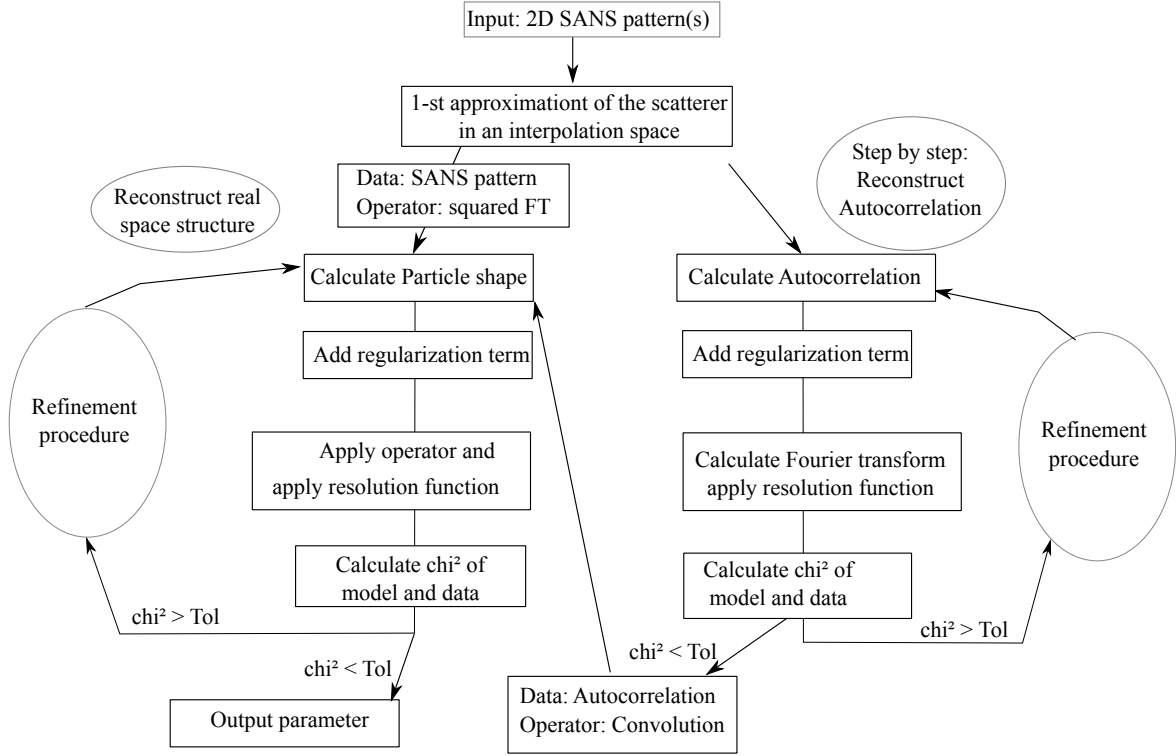 Input: 2D SANS pattern(s)
1-st approximationt of the scatterer
in an interpolation space
Data: SANS pattern
Operator: squared FT
Step by step:
Reconstruct
Autocorrelation
Reconstruct real
space structure
Calculate Particle shape
Calculate Autocorrelation
Add regularization term
Add regularization term
Refinement
procedure
Refinement
procedure
Apply operator and
apply resolution function
Calculate Fourier transform
apply resolution function
Calculate chi² of
model and data
Calculate chi² of
model and data
chi² > Tol
chi² > Tol
chi² < Tol
chi² < Tol
Output parameter
Data: Autocorrelation
Operator: Convolution